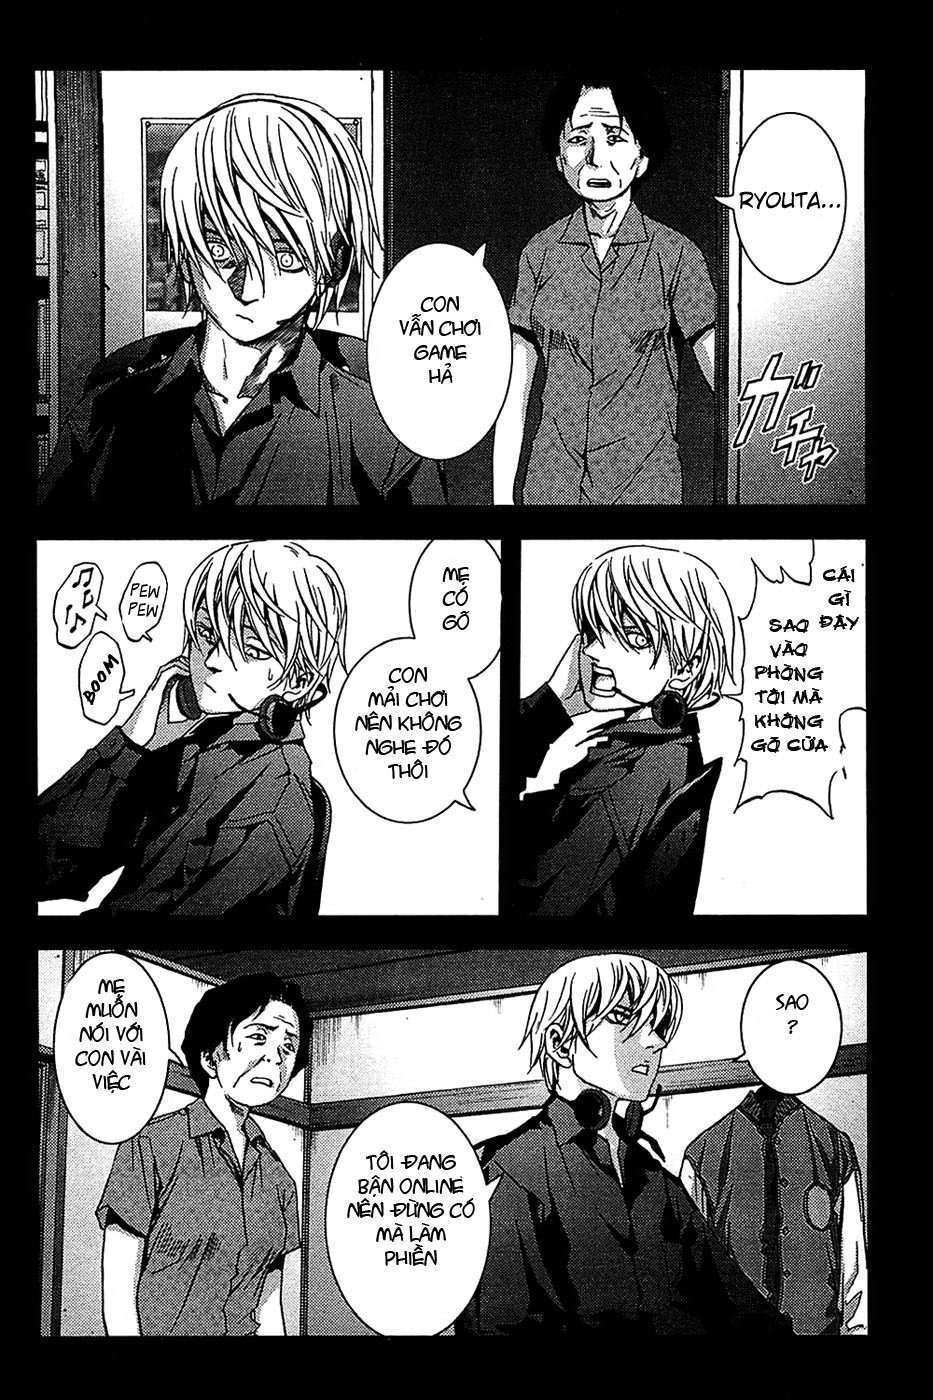 RYOUTA...
ガチャ
CON
VẪN CHƠI
GAME
HẢ
CÁI
GÌ
ĐẬY
SAO
VÀO
PHÒNG
TÔI MÀ
KHÔNG
GÕ CỬA
MẸ
CÓ
GÕ
CON
MẢI CHƠI
NÊN KHÔNG
NGHE ĐÓ
THÔI
PEW
PEW
BOOM
SAO
?
MẸ
MUỐN
NÓI VỚI
CON VÀI
VIỆC
TÔI ĐANG
BẬN ONLINE
NÊN ĐỪNG CÓ
MÀ LÀM
PHIỀN